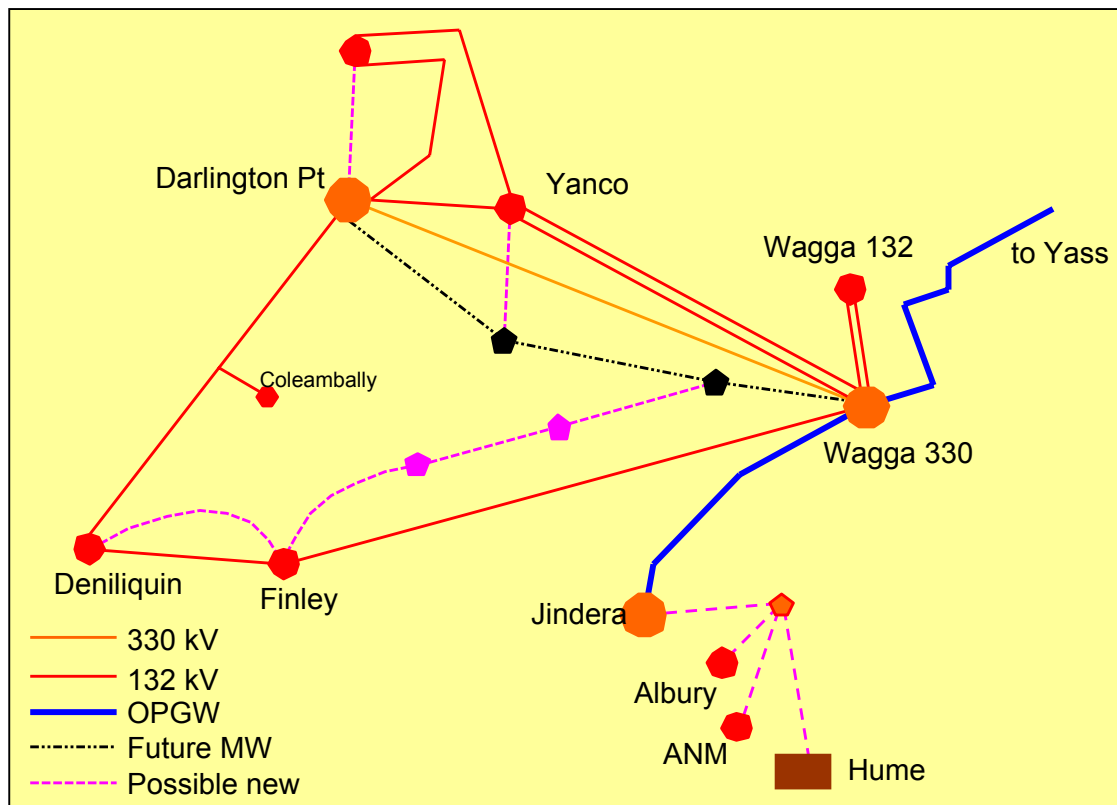 Darlington Pt
Yanco
Wagga 132
to Yass
Coleambally
Wagga 330
Deniliquin
Finley
Jindera
Albury
ANM
Hume
330 kV
132 kV
OPGW
Future MW
Possible new